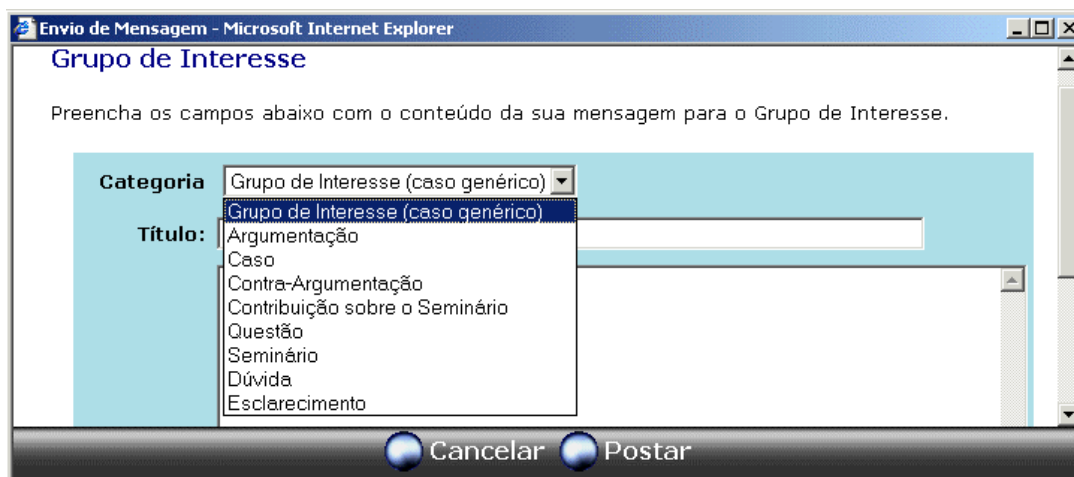 Envio de Mensagem - Microsoft Internet Explorer
Grupo de Interesse
Preencha os campos abaixo com o conteúdo da sua mensagem para o Grupo de Interesse.
Categoria Grupo de Interesse (caso genérico)
Grupo de Interesse (caso genérico)
Título:
Argumentação
Caso
Contra-Argumentação
Contribuição sobre o Seminário
Questão
Seminário
Dúvida
Esclarecimento
Cancelar Postar